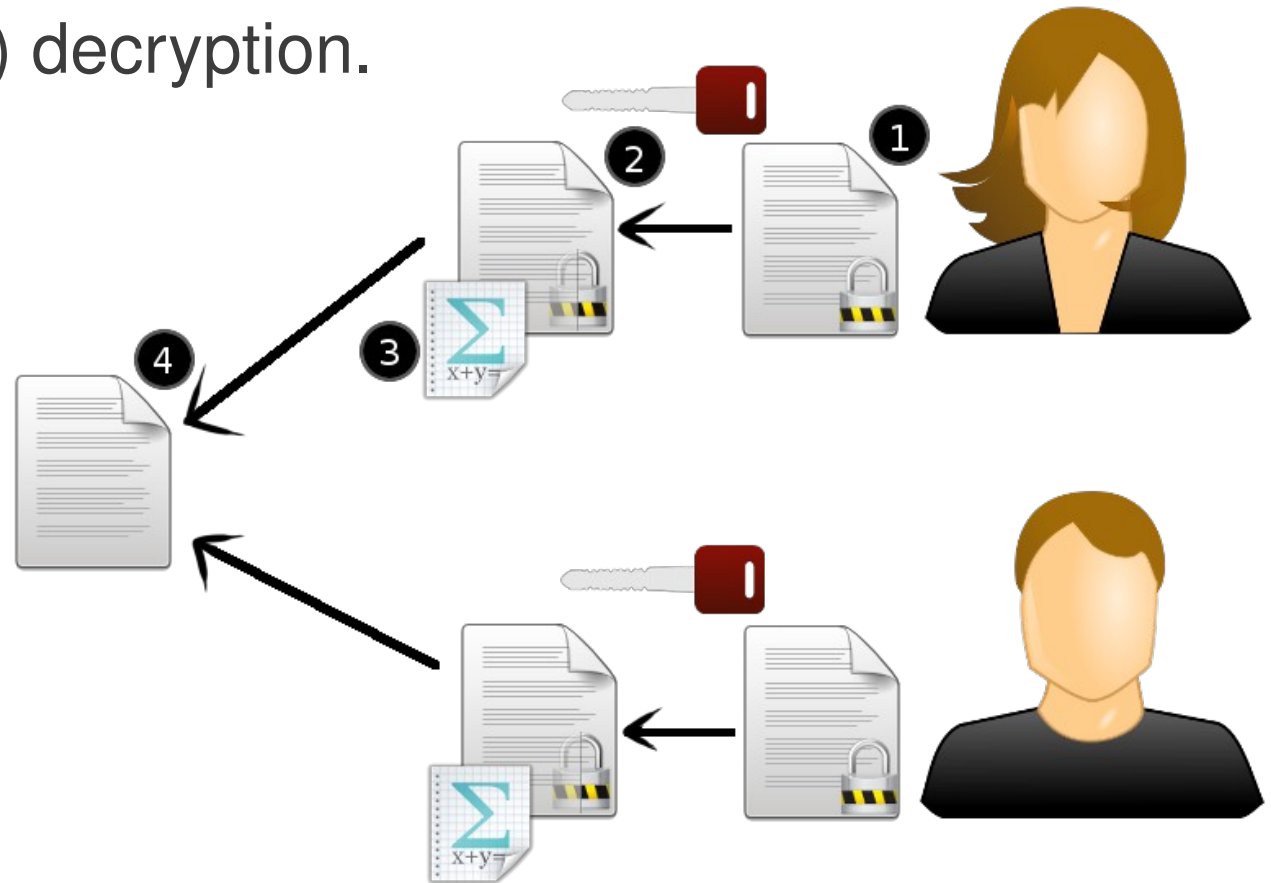 ) decryption.
1
2
3
Σ
x+y=
4
Σ
x+y=